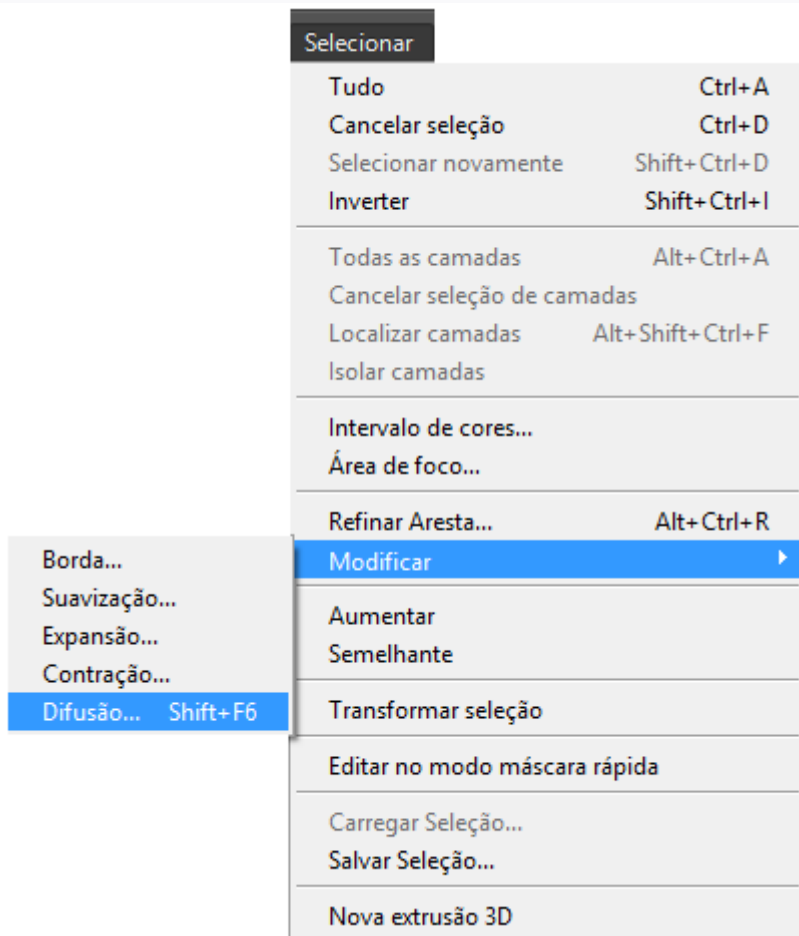 Selecionar
Tudo Ctrl+A
Cancelar seleção Ctrl+D
Selecionar novamente Shift+Ctrl+D
Inverter Shift+Ctrl+I
Todas as camadas Alt+Ctrl+A
Cancelar seleção de camadas
Localizar camadas Alt+Shift+Ctrl+F
Isolar camadas
Intervalo de cores...
Área de foco...
Refinar Aresta... Alt+Ctrl+R
Modificar
Borda...
Suavização...
Expansão...
Contração...
Difusão... Shift+F6
Aumentar
Semelhante
Transformar seleção
Editar no modo máscara rápida
Carregar Seleção...
Salvar Seleção...
Nova extrusão 3D